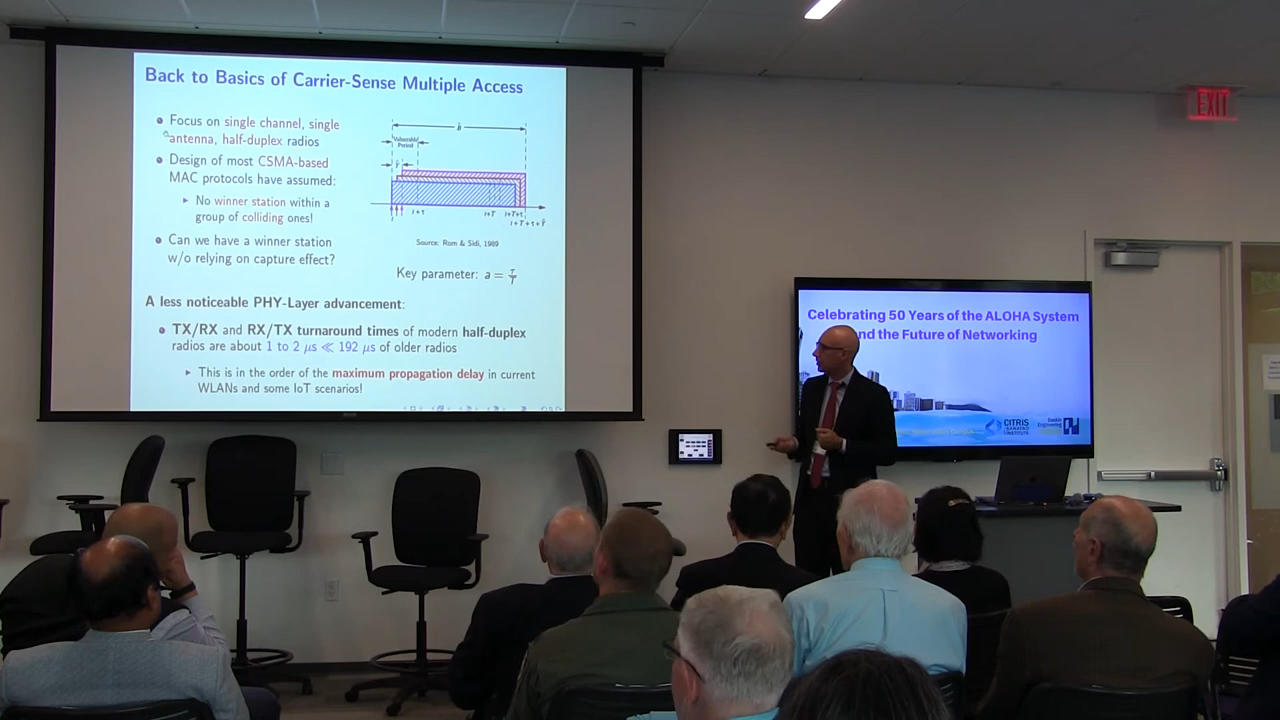 Back to Basics of Carrier-Sense Multiple Access
Focus on single channel, single
antenna, half-duplex radios
Design of most CSMA-based
MAC protocols have assumed:
No winner station within a
group of colliding ones!
Can we have a winner station
w/o relying on capture effect?
Vulnerable
Period
t+τ
t+T
t+T+τ
t+T+τ+Ŷ
Source: Rom & Sidi, 1989
Key parameter: a = τ/T
A less noticeable PHY-Layer advancement:
TX/RX and RX/TX turnaround times of modern half-duplex
radios are about 1 to 2 μs ≪ 192 μs of older radios
This is in the order of the maximum propagation delay in current
WLANs and some IoT scenarios!
EXIT
Celebrating 50 Years of the ALOHA System
nd the Future of Networking
CITRIS
Baskin
Engineering